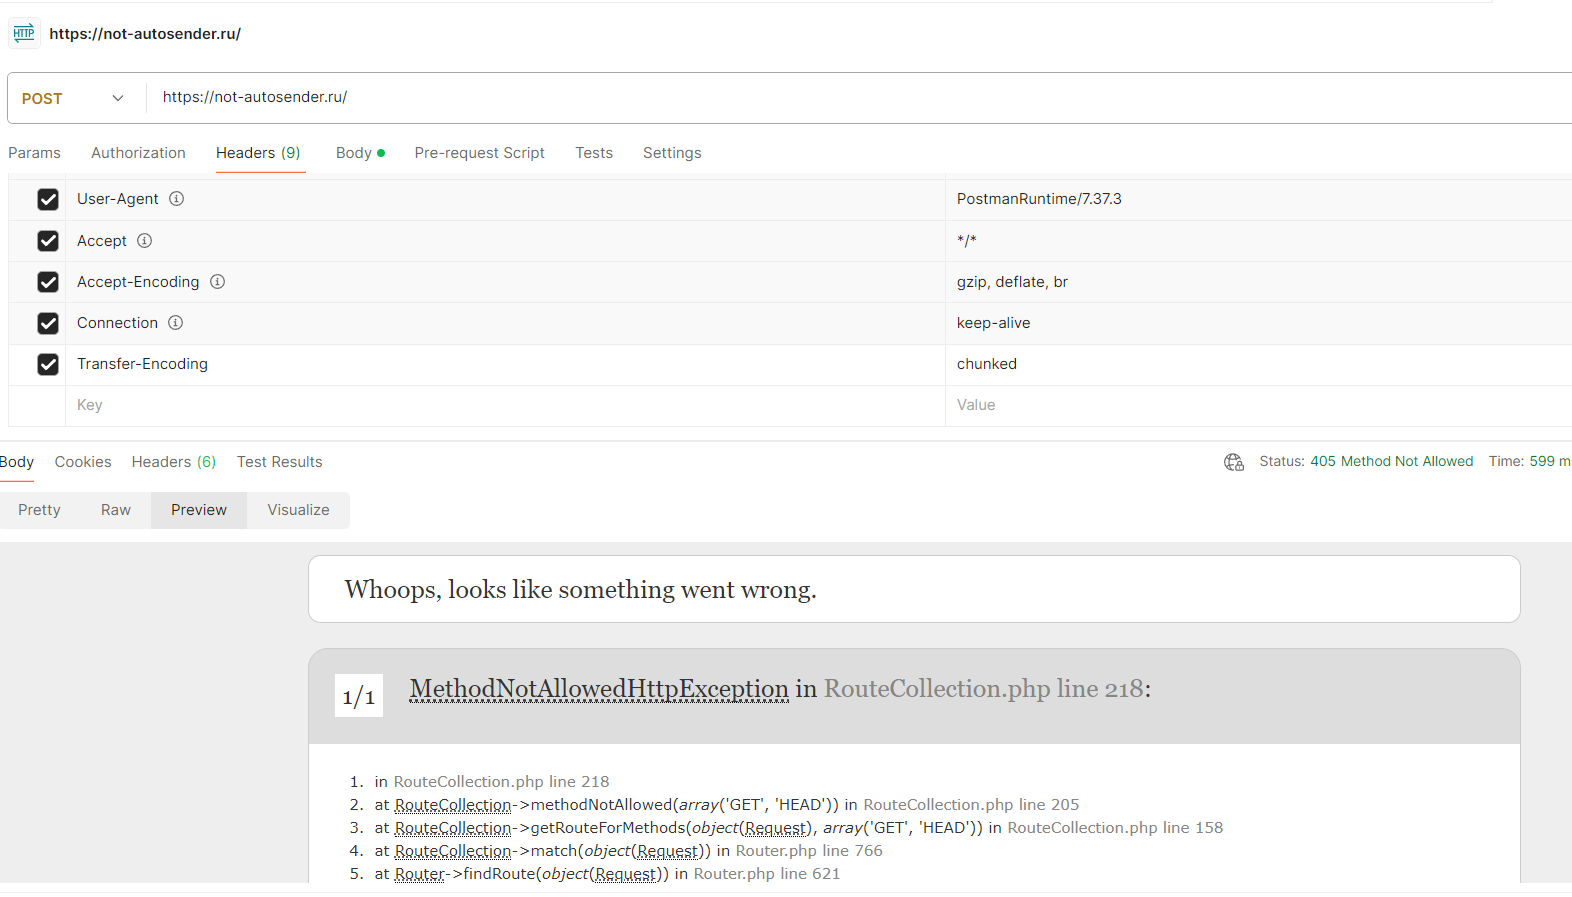 HTTP https://not-autosender.ru/
POST https://not-autosender.ru/
Params Authorization Headers (9) Body Pre-request Script Tests Settings
User-Agent PostmanRuntime/7.37.3
Accept */*
Accept-Encoding gzip, deflate, br
Connection keep-alive
Transfer-Encoding chunked
Key Value
Body Cookies Headers (6) Test Results Status: 405 Method Not Allowed Time: 599 ms
Pretty Raw Preview Visualize
Whoops, looks like something went wrong.
1/1 MethodNotAllowedHttpException in RouteCollection.php line 218:
1. in RouteCollection.php line 218
2. at RouteCollection->methodNotAllowed(array('GET', 'HEAD')) in RouteCollection.php line 205
3. at RouteCollection->getRouteForMethods(object(Request), array('GET', 'HEAD')) in RouteCollection.php line 158
4. at RouteCollection->match(object(Request)) in Router.php line 766
5. at Router->findRoute(object(Request)) in Router.php line 621